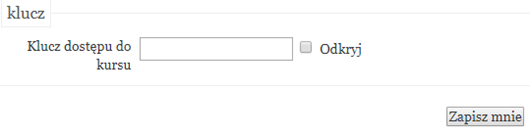 klucz
Klucz dostępu do
kursu
Odkryj
Zapisz mnie